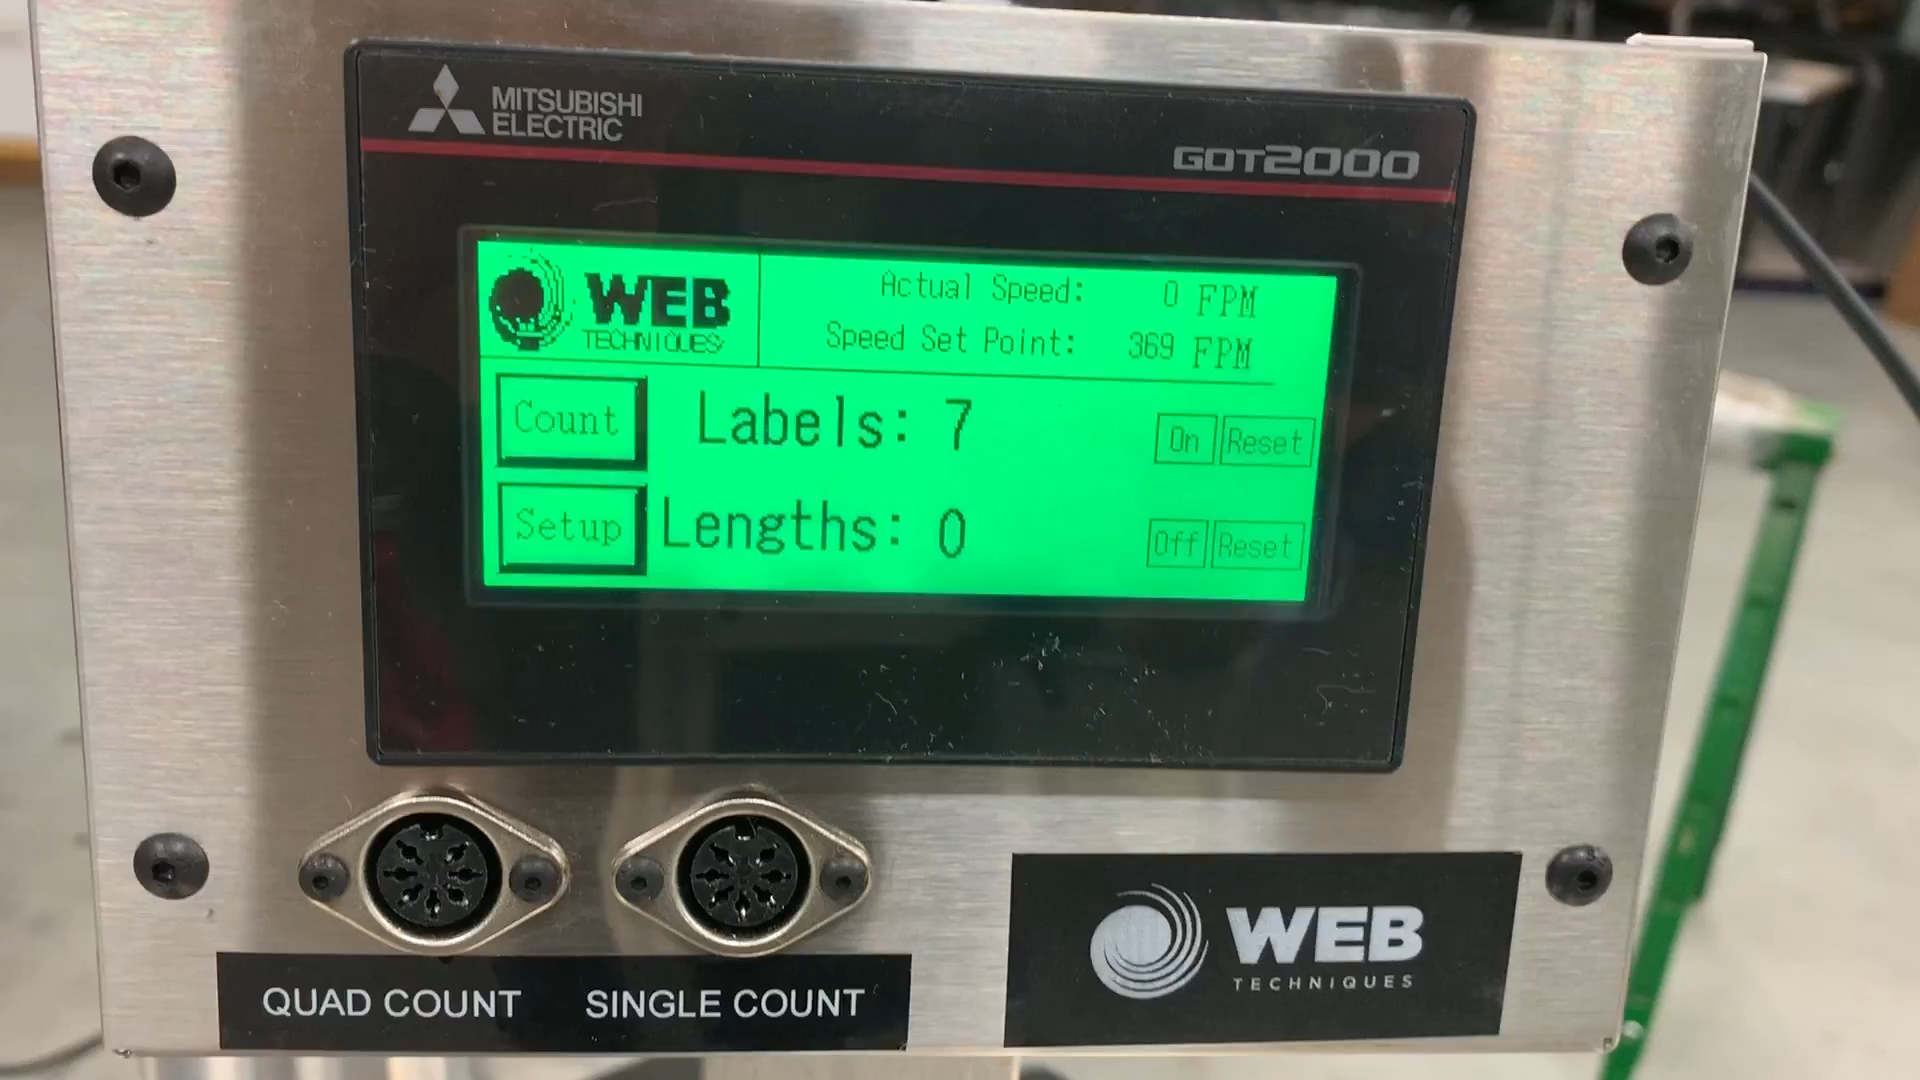 MITSUBISHI
ELECTRIC
GOT2000
WEB
TECHNIQUES
Actual Speed: 0 FPM
Speed Set Point: 369 FPM
Count
Labels: 7
On
Reset
Setup
Lengths: 0
Off
Reset
QUAD COUNT
SINGLE COUNT
WEB
TECHNIQUES